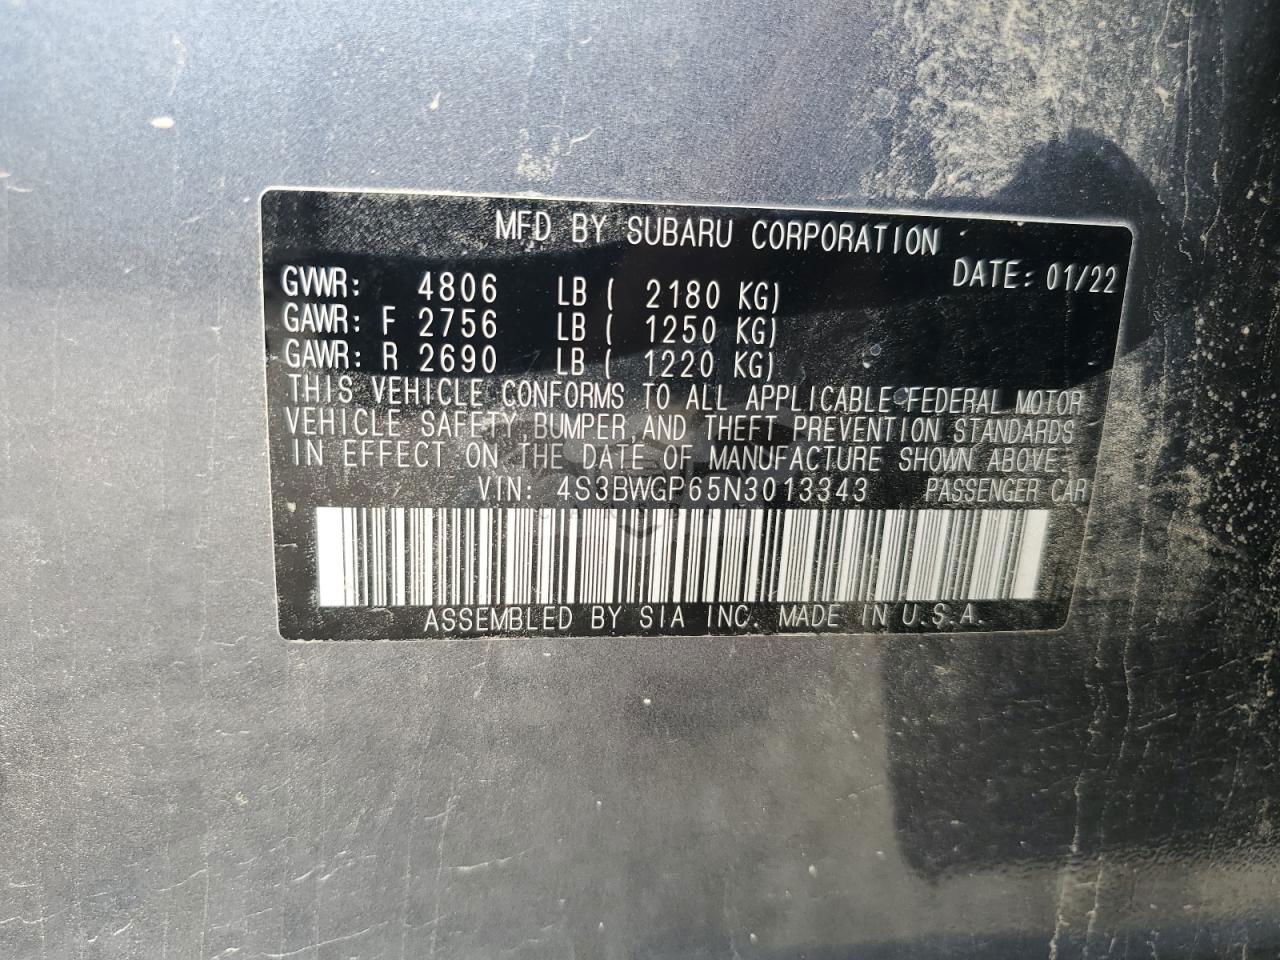 MFD BY SUBARU CORPORATION
DATE: 01/22
GVWR: 4806 LB ( 2180 KG)
GAWR: F 2756 LB ( 1250 KG)
GAWR: R 2690 LB ( 1220 KG)
THIS VEHICLE CONFORMS TO ALL APPLICABLE FEDERAL MOTOR
VEHICLE SAFETY, BUMPER, AND THEFT PREVENTION STANDARDS
IN EFFECT ON THE DATE OF MANUFACTURE SHOWN ABOVE.
VIN: 4S3BWGP65N3013343 PASSENGER CAR
ASSEMBLED BY SIA INC. MADE IN U.S.A.